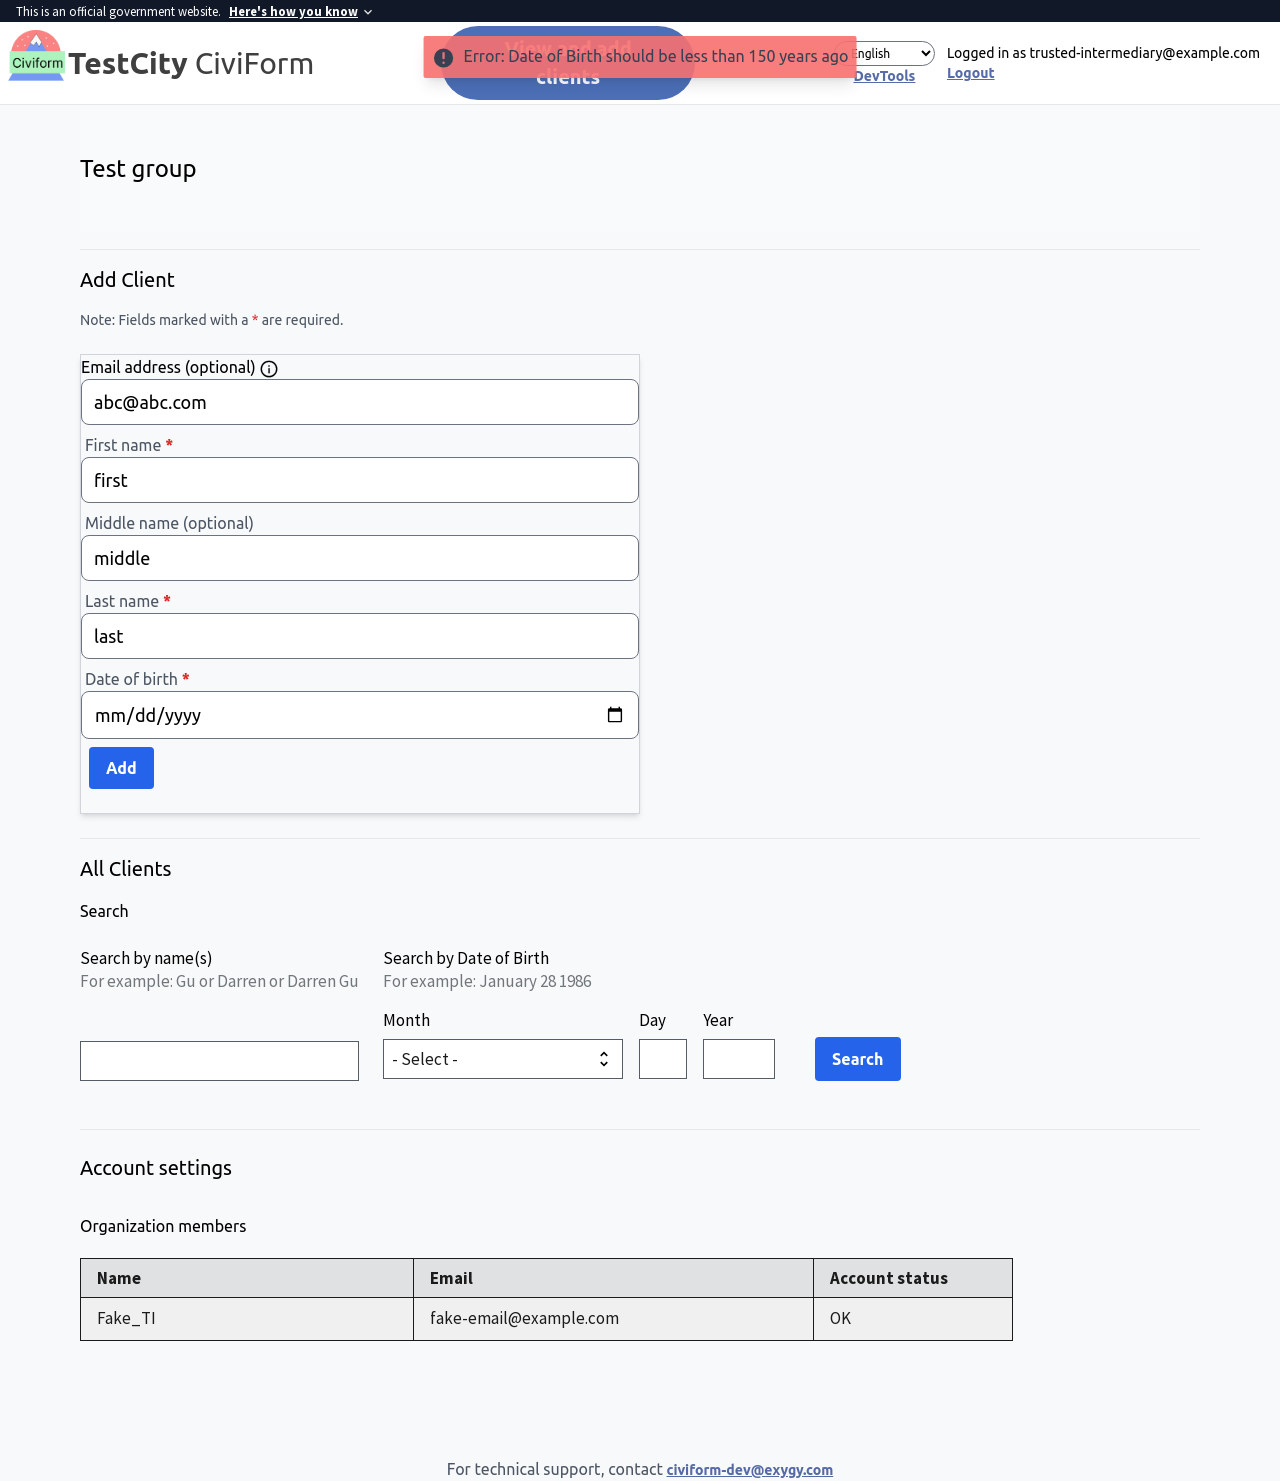 This is an official government website. Here's how you know
Civiform TestCity CiviForm
View and add clients
Error: Date of Birth should be less than 150 years ago
English
DevTools
Logged in as trusted-intermediary@example.com
Logout
Test group
Add Client
Note: Fields marked with a * are required.
Email address (optional)
abc@abc.com
First name *
first
Middle name (optional)
middle
Last name *
last
Date of birth *
mm/dd/yyyy
Add
All Clients
Search
Search by name(s)
For example: Gu or Darren or Darren Gu
Search by Date of Birth
For example: January 28 1986
Month
Day
Year
- Select -
Search
Account settings
Organization members
Name Email Account status
Fake_TI fake-email@example.com OK
For technical support, contact civiform-dev@exygy.com